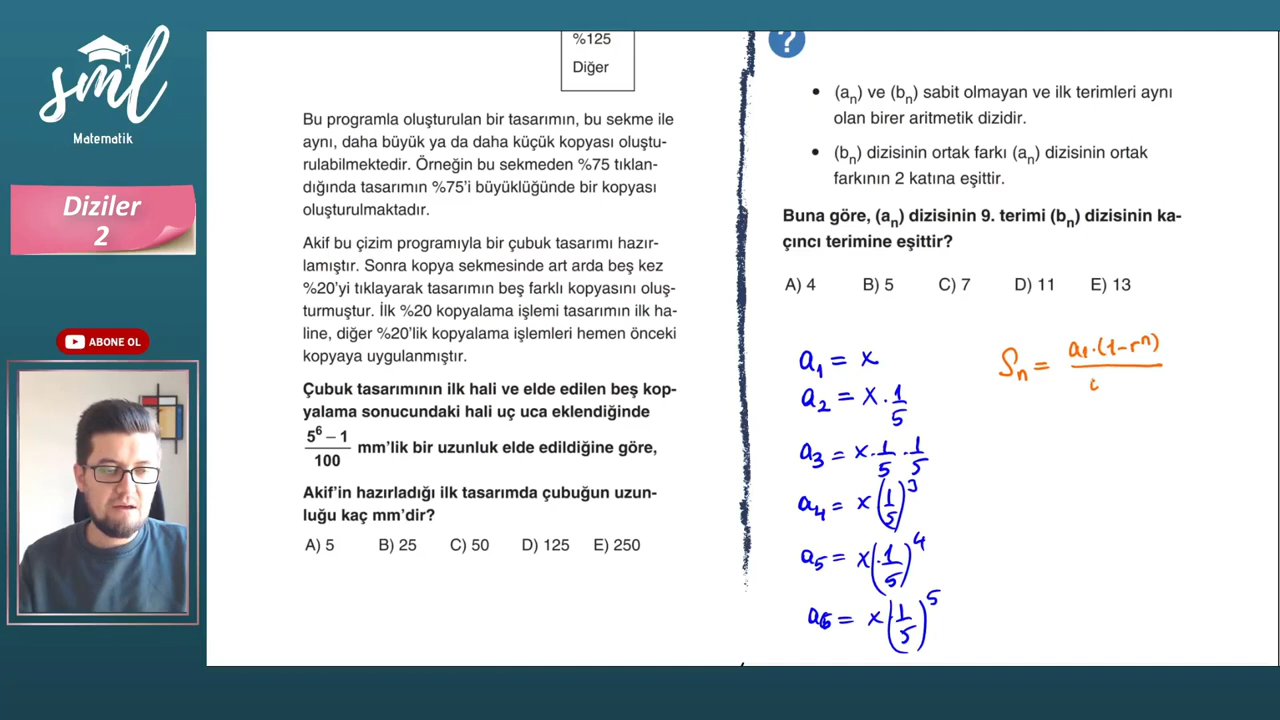 sml
Matematik
Diziler
2
ABONE OL
%125
Diğer
Bu programla oluşturulan bir tasarımın, bu sekme ile
aynı, daha büyük ya da daha küçük kopyası oluştu-
rulabilmektedir. Örneğin bu sekmeden %75 tıklan-
dığında tasarımın %75'i büyüklüğünde bir kopyası
oluşturulmaktadır.
Akif bu çizim programıyla bir çubuk tasarımı hazır-
lamıştır. Sonra kopya sekmesinde art arda beş kez
%20'yi tıklayarak tasarımın beş farklı kopyasını oluş-
turmuştur. İlk %20 kopyalama işlemi tasarımın ilk ha-
line, diğer %20'lik kopyalama işlemleri hemen önceki
kopyaya uygulanmıştır.
Çubuk tasarımının ilk hali ve elde edilen beş kop-
yalama sonucundaki hali uç uca eklendiğinde
5⁶ – 1
100
mm'lik bir uzunluk elde edildiğine göre,
Akif'in hazırladığı ilk tasarımda çubuğun uzun-
luğu kaç mm'dir?
A) 5 B) 25 C) 50 D) 125 E) 250
?
• (aₙ) ve (bₙ) sabit olmayan ve ilk terimleri aynı
olan birer aritmetik dizidir.
• (bₙ) dizisinin ortak farkı (aₙ) dizisinin ortak
farkının 2 katına eşittir.
Buna göre, (aₙ) dizisinin 9. terimi (bₙ) dizisinin ka-
çıncı terimine eşittir?
A) 4 B) 5 C) 7 D) 11 E) 13
a₁ = x
a₂ = x · 1/5
a₃ = x · 1/5 · 1/5
a₄ = x (1/5)³
a₅ = x (·1/5)⁴
a₆ = x (·1/5)⁵
Sₙ = a₁·(1-rⁿ)